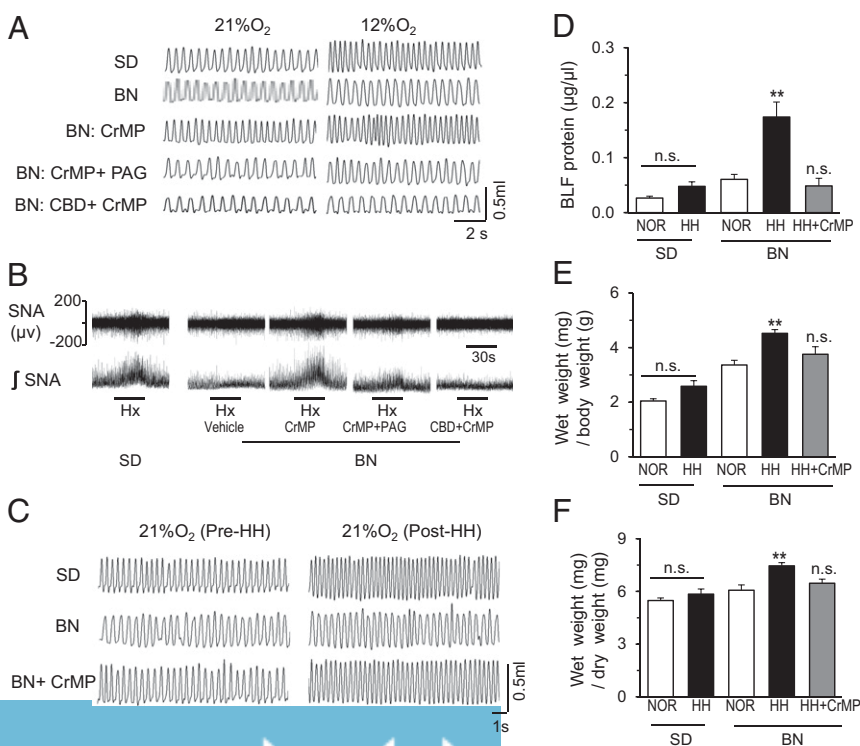 A
21%O2
12%O2
SD
BN
BN: CrMP
BN: CrMP+ PAG
BN: CBD+ CrMP
0.5ml
2 s
B
SNA
(μv)
200
-200
30s
∫ SNA
Hx
Hx
Hx
Hx
Hx
Vehicle
CrMP
CrMP+PAG
CBD+CrMP
SD
BN
C
21%O2 (Pre-HH)
21%O2 (Post-HH)
SD
BN
BN+ CrMP
0.5ml
1s
D
BLF protein (μg/μl)
0.3
0.2
0.1
0.0
n.s.
**
n.s.
NOR
HH
NOR
HH
HH+CrMP
SD
BN
E
Wet weight (mg)
/ body weight (g)
6
4
2
0
n.s.
**
n.s.
NOR
HH
NOR
HH
HH+CrMP
SD
BN
F
Wet weight (mg)
/ dry weight (mg)
9
6
3
0
n.s.
**
n.s.
NOR
HH
NOR
HH
HH+CrMP
SD
BN